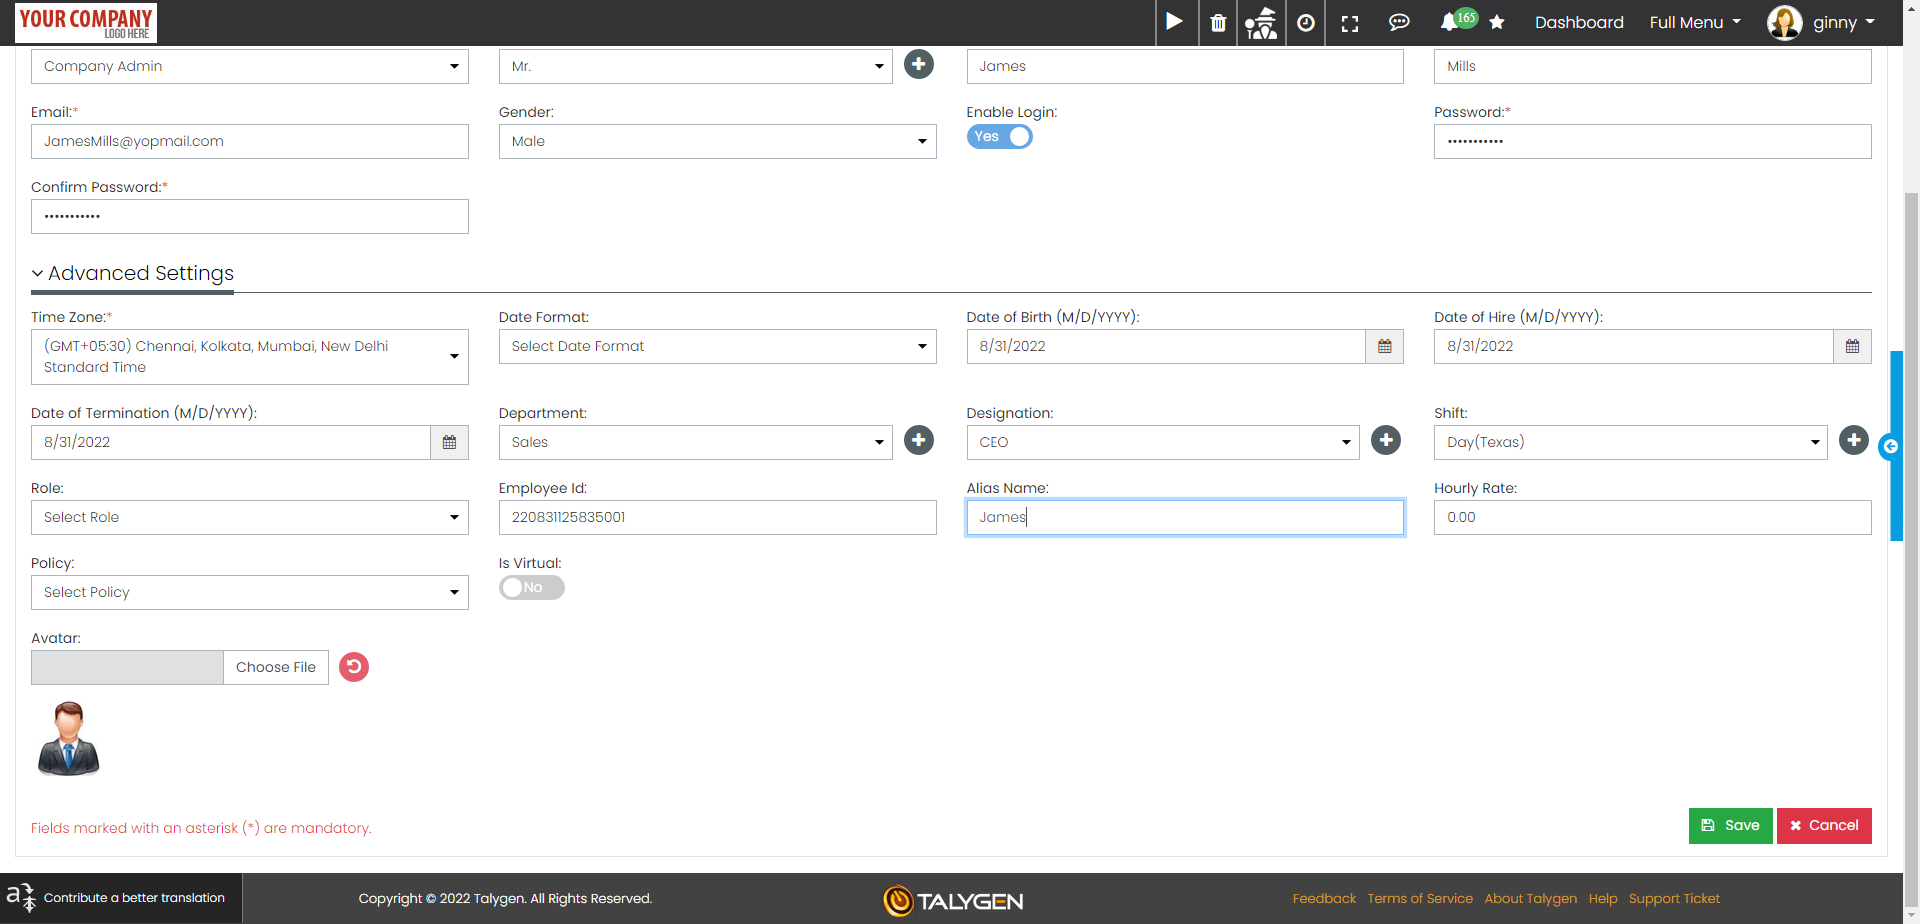 YOUR COMPANY
LOGO HERE
165
Dashboard
Full Menu
ginny
Company Admin
Mr.
James
Mills
Email:*
Gender:
Enable Login:
Password:*
JamesMills@yopmail.com
Male
Yes
•••••••••••
Confirm Password:*
•••••••••••
Advanced Settings
Time Zone:*
Date Format:
Date of Birth (M/D/YYYY):
Date of Hire (M/D/YYYY):
(GMT+05:30) Chennai, Kolkata, Mumbai, New Delhi
Standard Time
Select Date Format
8/31/2022
8/31/2022
Date of Termination (M/D/YYYY):
Department:
Designation:
Shift:
8/31/2022
Sales
CEO
Day(Texas)
Role:
Employee Id:
Alias Name:
Hourly Rate:
Select Role
220831125835001
James
0.00
Policy:
Is Virtual:
Select Policy
No
Avatar:
Choose File
Fields marked with an asterisk (*) are mandatory.
Save
Cancel
Contribute a better translation
Copyright © 2022 Talygen. All Rights Reserved.
TALYGEN
Feedback
Terms of Service
About Talygen
Help
Support Ticket